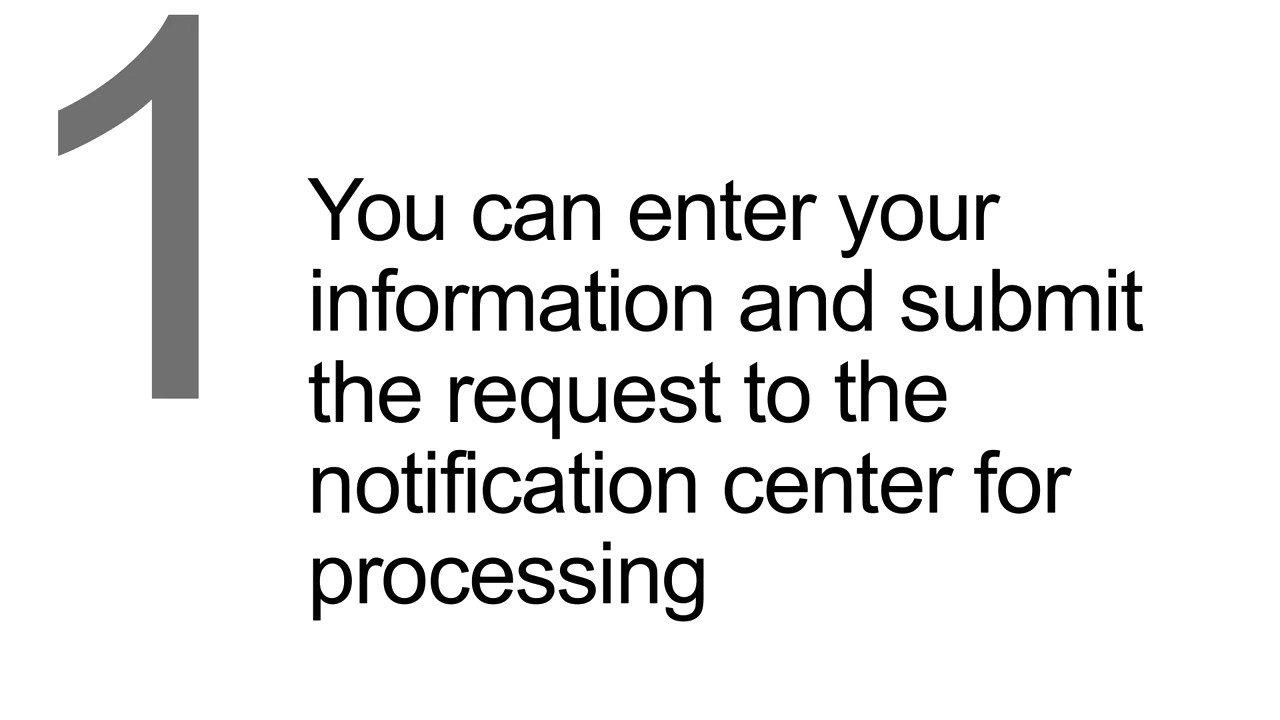 1
You can enter your
information and submit
the request to the
notification center for
processing